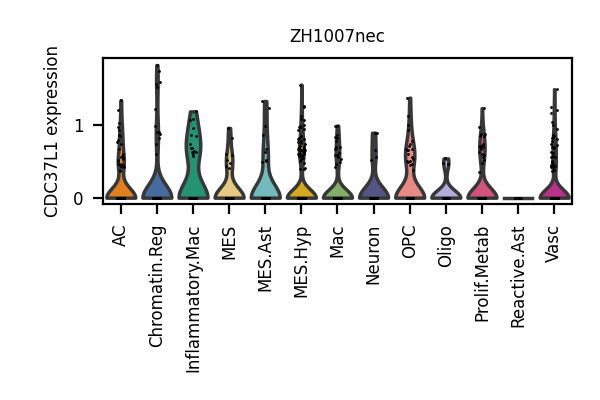 ZH1007nec
CDC37L1 expression
1
0
AC
Chromatin.Reg
Inflammatory.Mac
MES
MES.Ast
MES.Hyp
Mac
Neuron
OPC
Oligo
Prolif.Metab
Reactive.Ast
Vasc